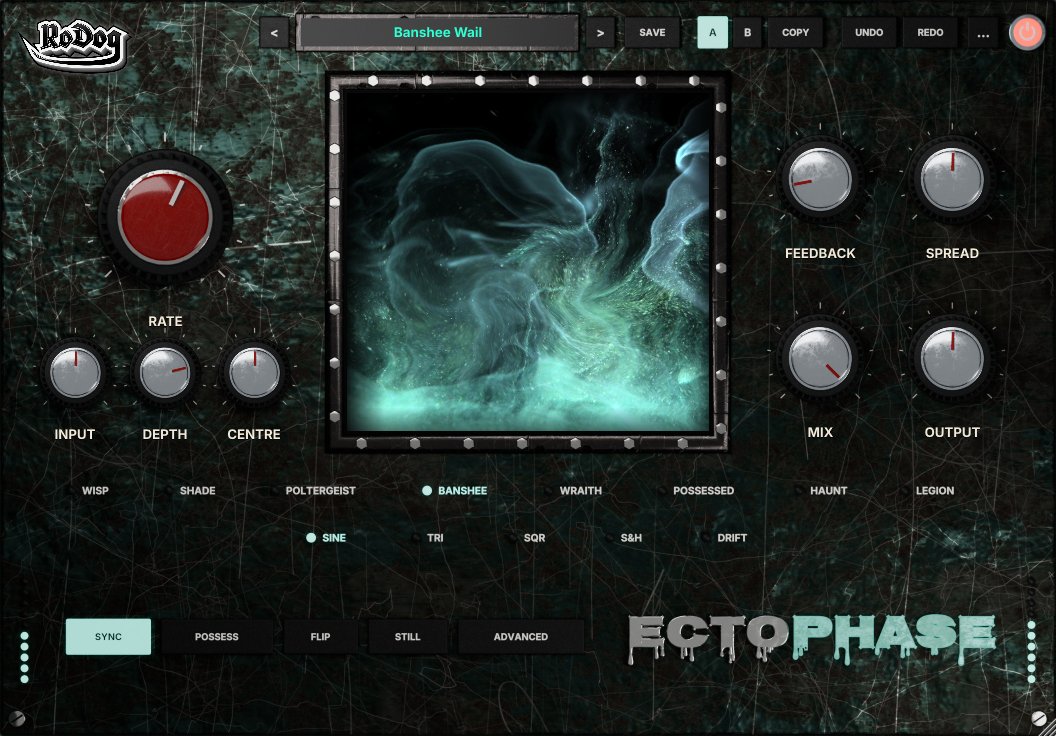 RoDog
< Banshee Wail > SAVE A B COPY UNDO REDO ...
FEEDBACK SPREAD
RATE
INPUT DEPTH CENTRE
MIX OUTPUT
WISP SHADE POLTERGEIST BANSHEE WRAITH POSSESSED HAUNT LEGION
SINE TRI SQR S&H DRIFT
SYNC POSSESS FLIP STILL ADVANCED
ECTOPHASE